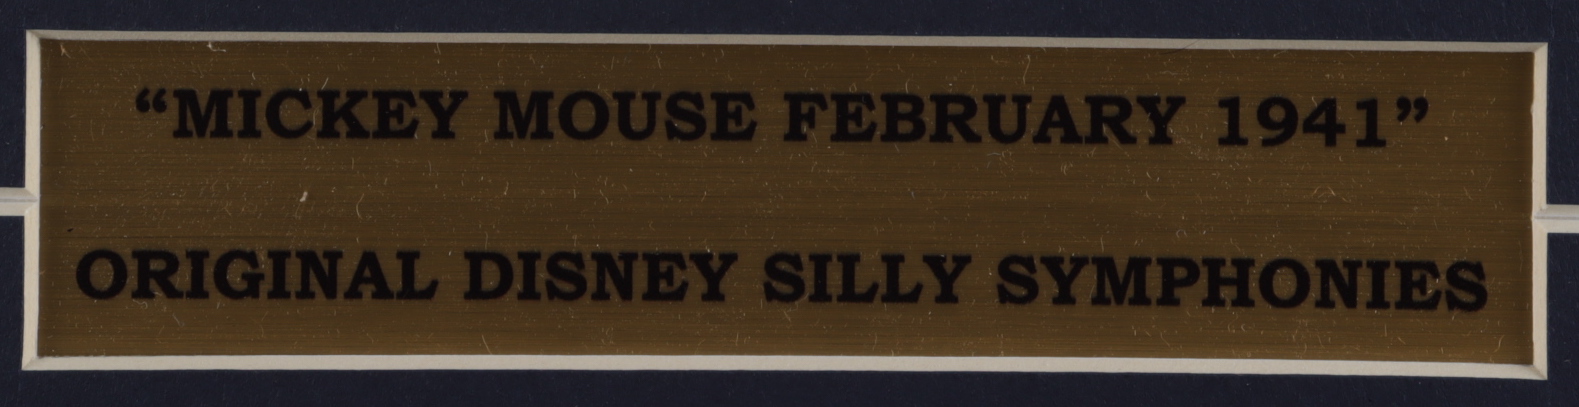 “MICKEY MOUSE FEBRUARY 1941”
ORIGINAL DISNEY SILLY SYMPHONIES